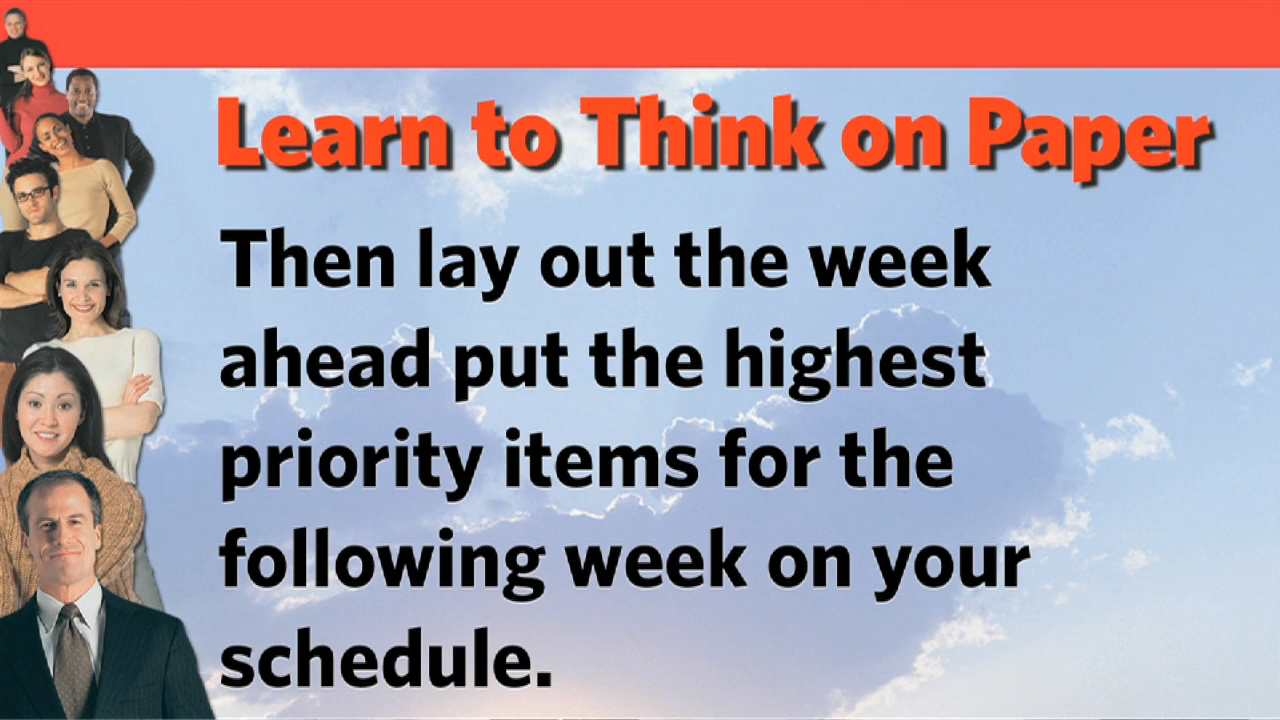 Learn to Think on Paper
Then lay out the week
ahead put the highest
priority items for the
following week on your
schedule.